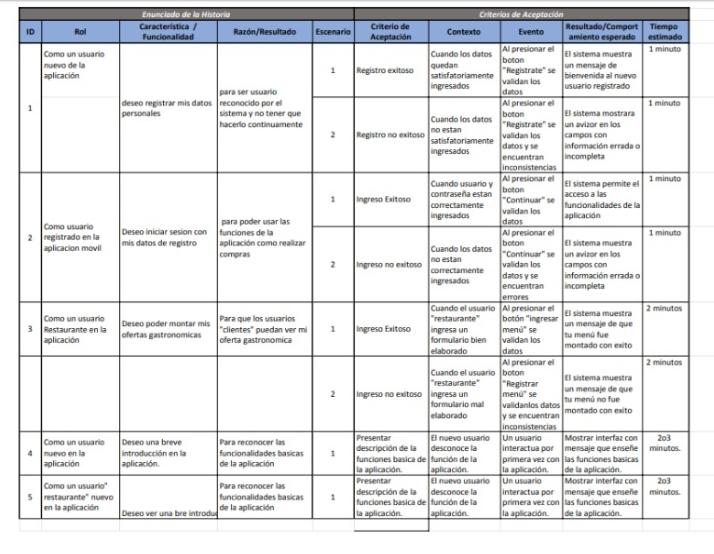 Enunciado de la Historia
Criterios de Aceptación
ID
Rol
Característica /
Funcionalidad
Razón/Resultado
Escenario
Criterio de
Aceptación
Contexto
Evento
Resultado/Comport
amiento esperado
Tiempo
estimado
1
Como un usuario
nuevo de la
aplicación
deseo registrar mis datos
personales
para ser usuario
reconocido por el
sistema y no tener que
hacerlo continuamente
1
Registro exitoso
Cuando los datos
quedan
satisfatoriamente
ingresados
Al presionar el
boton
"Registrate" se
validan los
datos
El sistema muestra
un mensaje de
bienvenida al nuevo
usuario registrado
1 minuto
2
Registro no exitoso
Cuando los datos
no estan
satisfatoriamente
ingresados
Al presionar el
boton
"Registrate" se
validan los
datos y se
encuentran
inconsistencias
El sistema mostrara
un avizor en los
campos con
información errada o
incompleta
1 minuto
2
Como usuario
registrado en la
aplicacion movil
Deseo iniciar sesion con
mis datos de registro
para poder usar las
funciones de la
aplicación como realizar
compras
1
Ingreso Exitoso
Cuando usuario y
contraseña estan
correctamente
ingresados
Al presionar el
boton
"Continuar" se
validan los
datos
El sistema permite el
acceso a las
funcionalidades de la
aplicación
1 minuto
2
Ingreso no exitoso
Cuando los datos
no estan
correctamente
ingresados
Al presionar el
boton
"Continuar" se
validan los
datos y se
encuentran
errores
El sistema muestra
un avizor en los
campos con
información errada o
incompleta
1 minuto
3
Como un usuario
Restaurante en la
aplicación
Deseo poder montar mis
ofertas gastronomicas
Para que los usuarios
"clientes" puedan ver mi
oferta gastronomica
1
Ingreso Exitoso
Cuando el usuario
"restaurante"
ingresa un
formulario bien
elaborado
Al presionar el
botón "ingresar
menú" se
validan los
datos
El sistema muestra
un mensaje de que
tu menú fue
montado con exito
2 minutos
2
Ingreso no exitoso
Cuando el usuario
"restaurante"
ingresa un
formulario mal
elaborado
Al presionar el
boton
"Registrar
menú" se
validanlos datos
y se encuentran
inconsistencias
El sistema muestra
un mensaje de que
tu menú no fue
montado con exito
2 minutos
4
Como un usuario
nuevo en la
aplicación
Deseo una breve
introducción en la
aplicación.
Para reconocer las
funcionalidades basicas
de la aplicación
1
Presentar
descripción de la
funciones basica de
la aplicación.
El nuevo usuario
desconoce la
función de la
aplicación.
Un usuario
interactua por
primera vez con
la aplicación.
Mostrar interfaz con
mensaje que enseñe
las funciones basicas
de la aplicación.
2o3
minutos.
5
Como un usuario"
restaurante" nuevo
en la aplicación
Deseo ver una bre introdu
Para reconocer las
funcionalidades basicas
de la aplicación
1
Presentar
descripción de la
funciones basica de
la aplicación.
El nuevo usuario
desconoce la
función de la
aplicación.
Un usuario
interactua por
primera vez con
la aplicación.
Mostrar interfaz con
mensaje que enseñe
las funciones basicas
de la aplicación.
2o3
minutos.